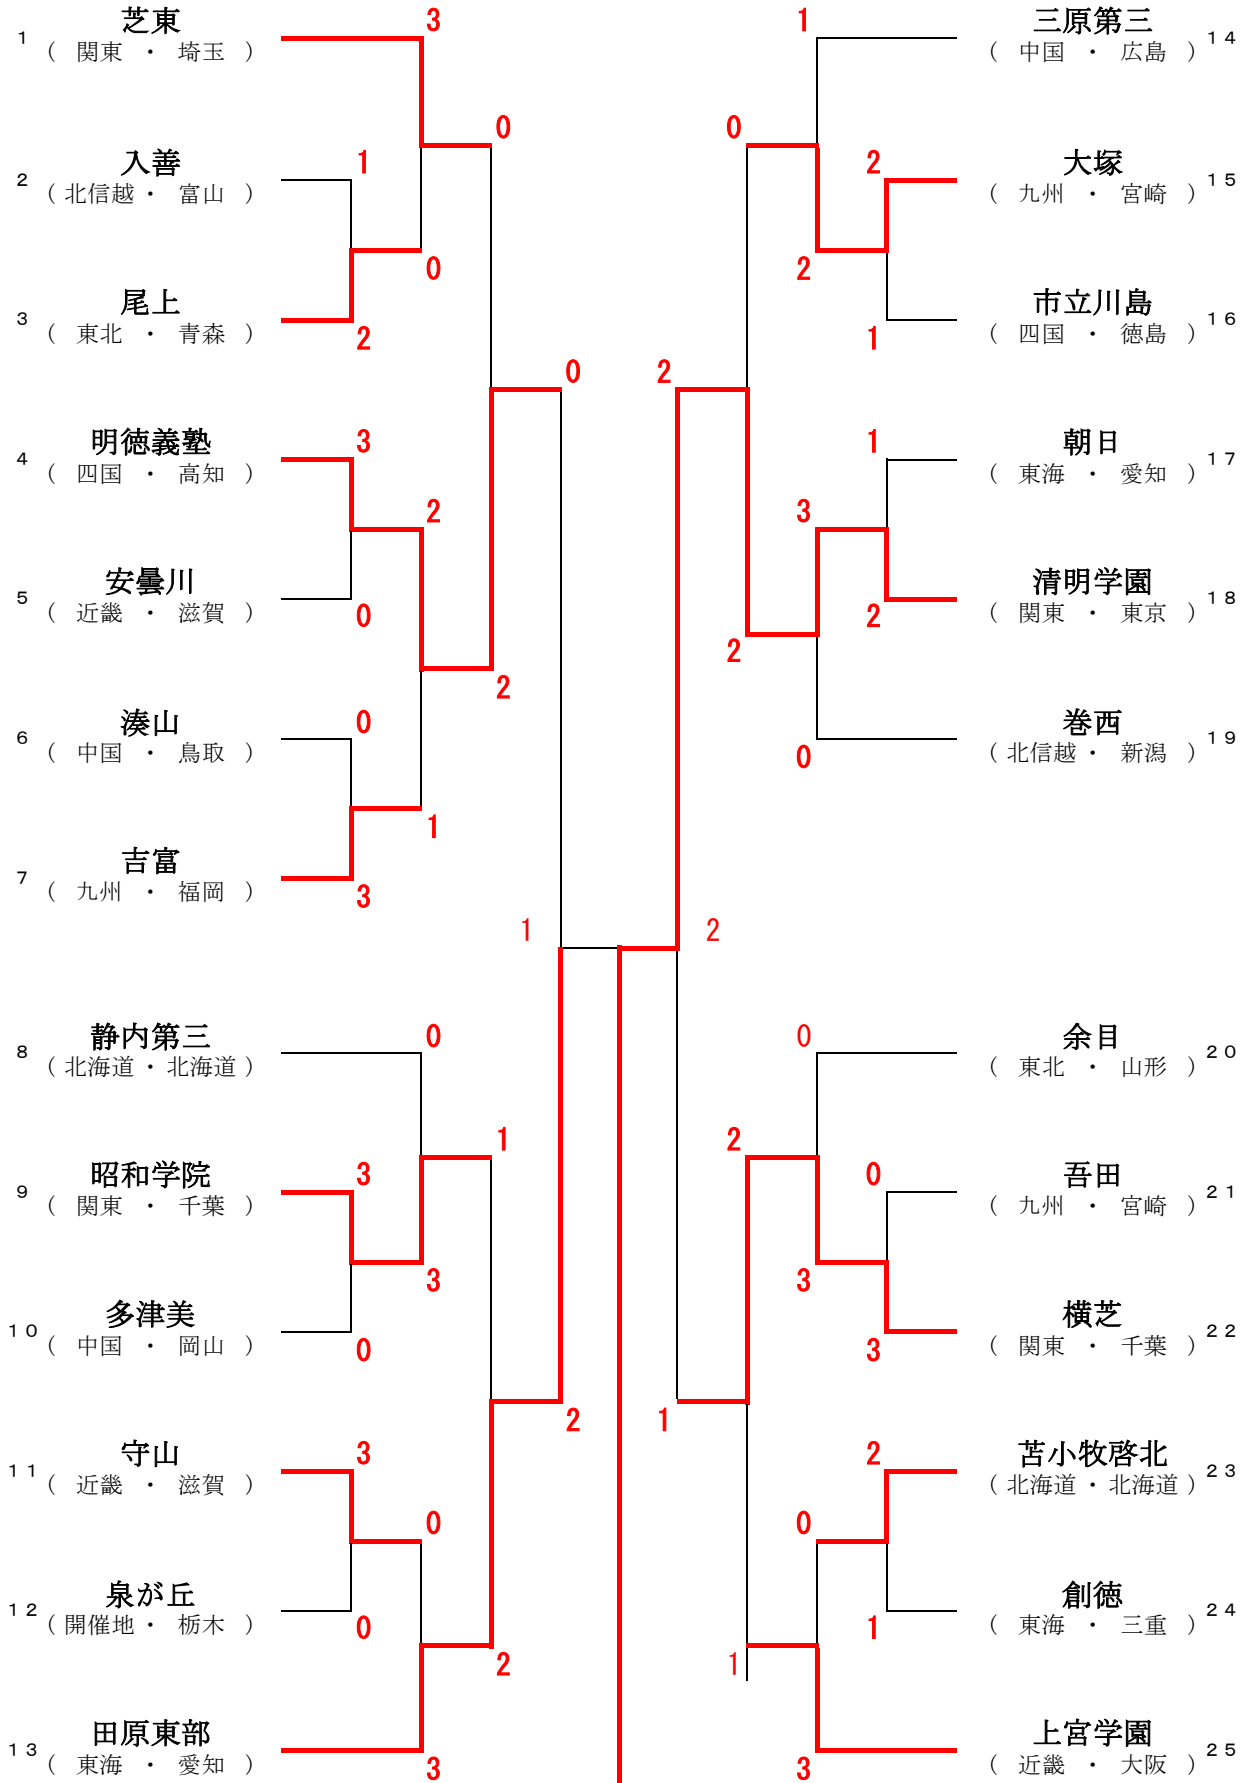 芝東
1 ( 関東 ・ 埼玉 )
3
0
入善
2 ( 北信越 ・ 富山 )
1
0
尾上
3 ( 東北 ・ 青森 )
2
0
明徳義塾
4 ( 四国 ・ 高知 )
3
2
安曇川
5 ( 近畿 ・ 滋賀 )
0
2
湊山
6 ( 中国 ・ 鳥取 )
0
1
吉富
7 ( 九州 ・ 福岡 )
3
1
静内第三
8 ( 北海道 ・ 北海道 )
0
1
昭和学院
9 ( 関東 ・ 千葉 )
3
3
多津美
10 ( 中国 ・ 岡山 )
0
2
守山
11 ( 近畿 ・ 滋賀 )
3
0
泉が丘
12 ( 開催地 ・ 栃木 )
0
2
田原東部
13 ( 東海 ・ 愛知 )
3
1
三原第三
( 中国 ・ 広島 ) 14
0
2
大塚
( 九州 ・ 宮崎 ) 15
2
市立川島
( 四国 ・ 徳島 ) 16
1
2
1
朝日
( 東海 ・ 愛知 ) 17
3
清明学園
( 関東 ・ 東京 ) 18
2
2
巻西
( 北信越 ・ 新潟 ) 19
0
2
0
余目
( 東北 ・ 山形 ) 20
2
0
吾田
( 九州 ・ 宮崎 ) 21
3
横芝
( 関東 ・ 千葉 ) 22
3
1
2
苫小牧啓北
( 北海道 ・ 北海道 ) 23
0
創徳
( 東海 ・ 三重 ) 24
1
1
上宮学園
( 近畿 ・ 大阪 ) 25
3